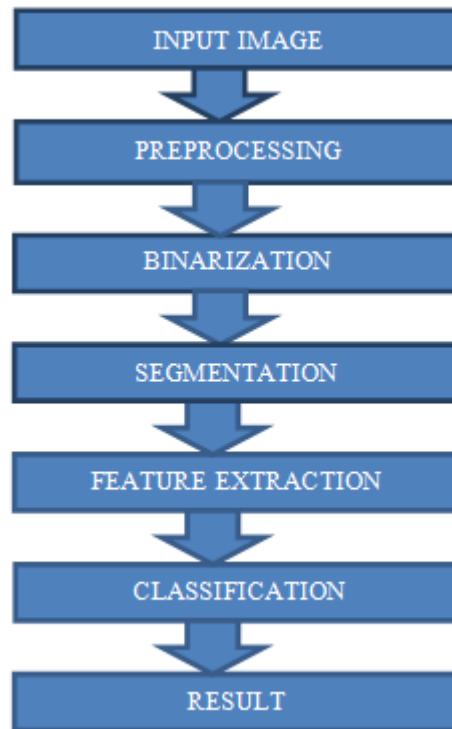 INPUT IMAGE
PREPROCESSING
BINARIZATION
SEGMENTATION
FEATURE EXTRACTION
CLASSIFICATION
RESULT